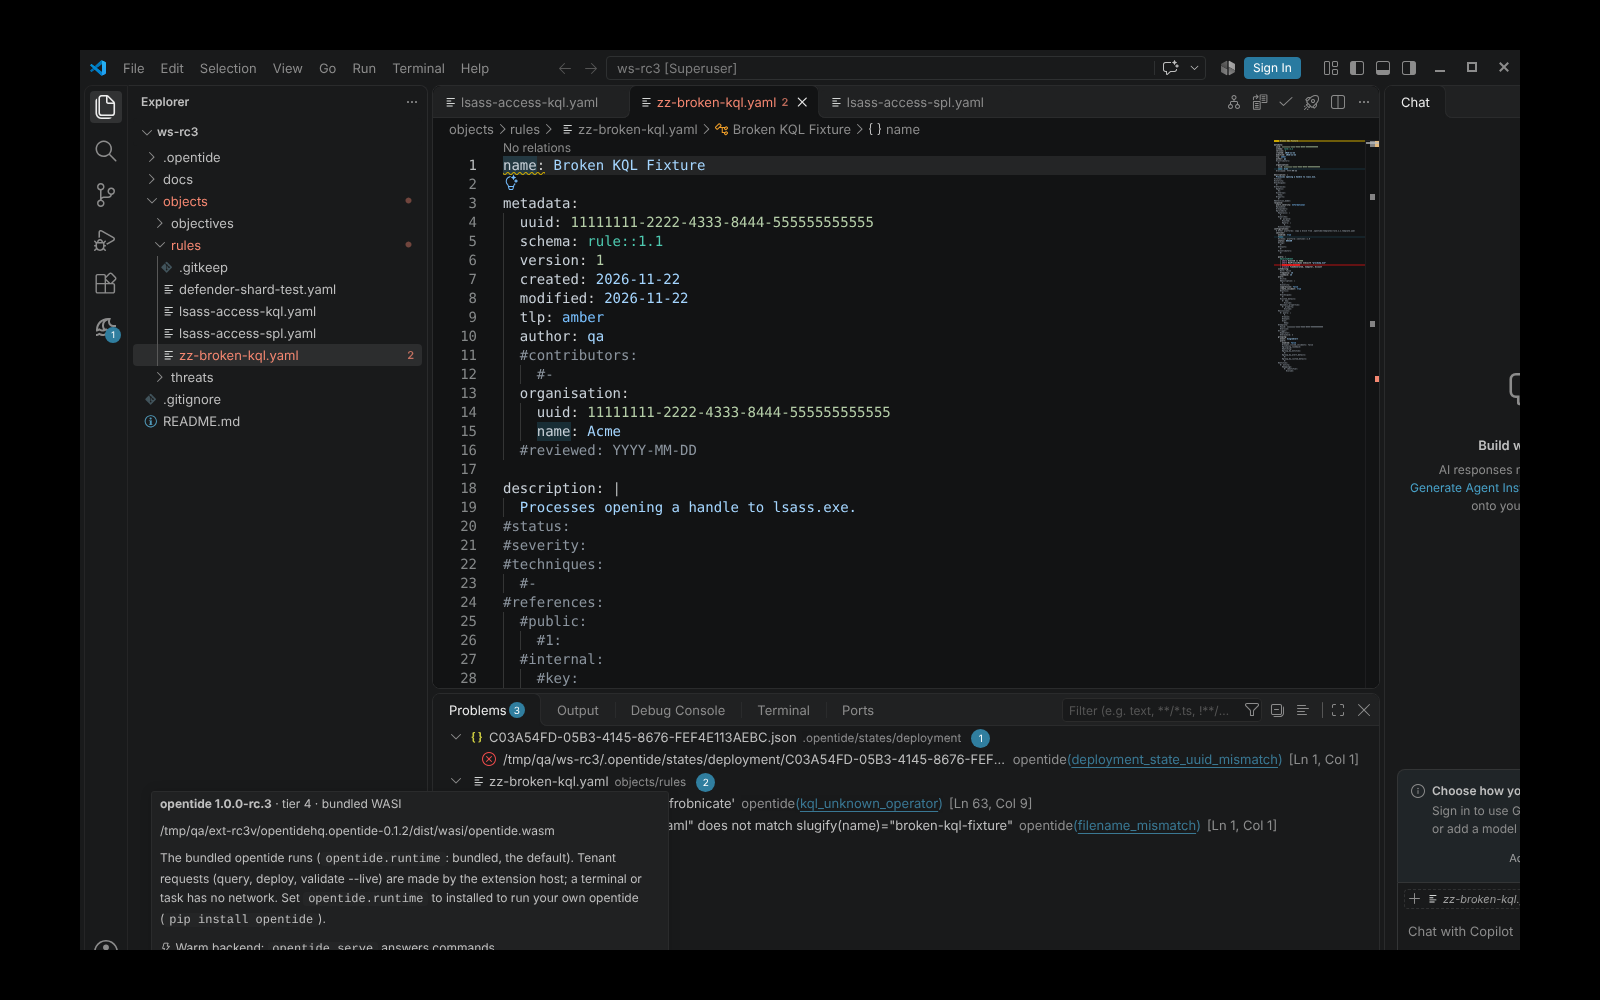 File Edit Selection View Go Run Terminal Help
ws-rc3 [Superuser]
Sign In
Explorer
ws-rc3
.opentide
docs
objects
objectives
rules
.gitkeep
defender-shard-test.yaml
lsass-access-kql.yaml
lsass-access-spl.yaml
zz-broken-kql.yaml 2
threats
.gitignore
README.md
1
lsass-access-kql.yaml
zz-broken-kql.yaml 2
lsass-access-spl.yaml
objects > rules > zz-broken-kql.yaml > Broken KQL Fixture > { } name
No relations
1 name: Broken KQL Fixture
2
3 metadata:
4 uuid: 11111111-2222-4333-8444-555555555555
5 schema: rule::1.1
6 version: 1
7 created: 2026-11-22
8 modified: 2026-11-22
9 tlp: amber
10 author: qa
11 #contributors:
12 #-
13 organisation:
14 uuid: 11111111-2222-4333-8444-555555555555
15 name: Acme
16 #reviewed: YYYY-MM-DD
17
18 description: |
19 Processes opening a handle to lsass.exe.
20 #status:
21 #severity:
22 #techniques:
23 #-
24 #references:
25 #public:
26 #1:
27 #internal:
28 #key:
Problems 3 Output Debug Console Terminal Ports
Filter (e.g. text, **/*.ts, !**/...
{} C03A54FD-05B3-4145-8676-FEF4E113AEBC.json .opentide/states/deployment 1
/tmp/qa/ws-rc3/.opentide/states/deployment/C03A54FD-05B3-4145-8676-FEF... opentide(deployment_state_uuid_mismatch) [Ln 1, Col 1]
zz-broken-kql.yaml objects/rules 2
frobnicate' opentide(kql_unknown_operator) [Ln 63, Col 9]
aml" does not match slugify(name)="broken-kql-fixture" opentide(filename_mismatch) [Ln 1, Col 1]
opentide 1.0.0-rc.3 · tier 4 · bundled WASI
/tmp/qa/ext-rc3v/opentidehq.opentide-0.1.2/dist/wasi/opentide.wasm
The bundled opentide runs ( opentide.runtime : bundled, the default). Tenant
requests (query, deploy, validate --live) are made by the extension host; a terminal or
task has no network. Set opentide.runtime to installed to run your own opentide
( pip install opentide ).
Warm backend: opentide serve answers commands
Chat
Build w
AI responses
Generate Agent Ins
onto you
Choose how yo
Sign in to use G
or add a model
zz-broken-kql.
Chat with Copilot